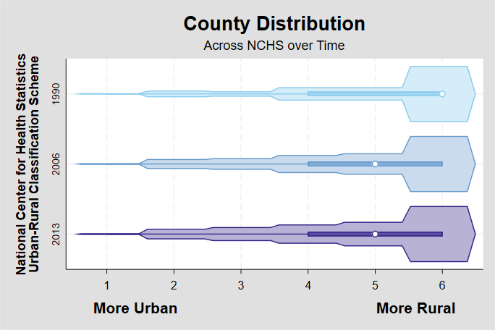 County Distribution
Across NCHS over Time
National Center for Health Statistics
Urban-Rural Classification Scheme
1990
2006
2013
1 2 3 4 5 6
More Urban More Rural